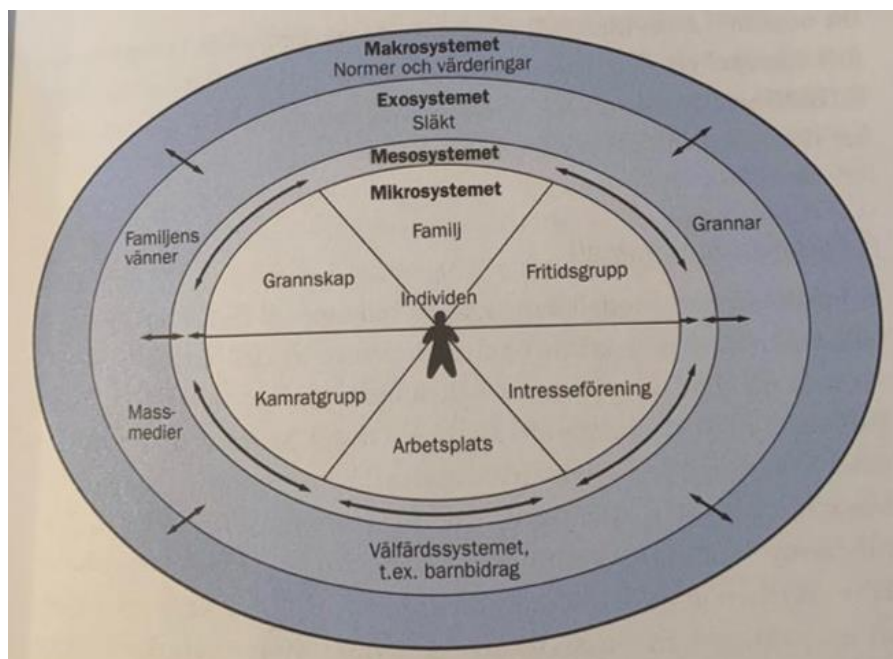 Makrosystemet
Normer och värderingar
Exosystemet
Släkt
Mesosystemet
Mikrosystemet
Familj
Familjens
vänner
Grannar
Grannskap
Fritidsgrupp
Individen
Kamratgrupp
Intresseförening
Mass-
medier
Arbetsplats
Välfärdssystemet,
t.ex. barnbidrag